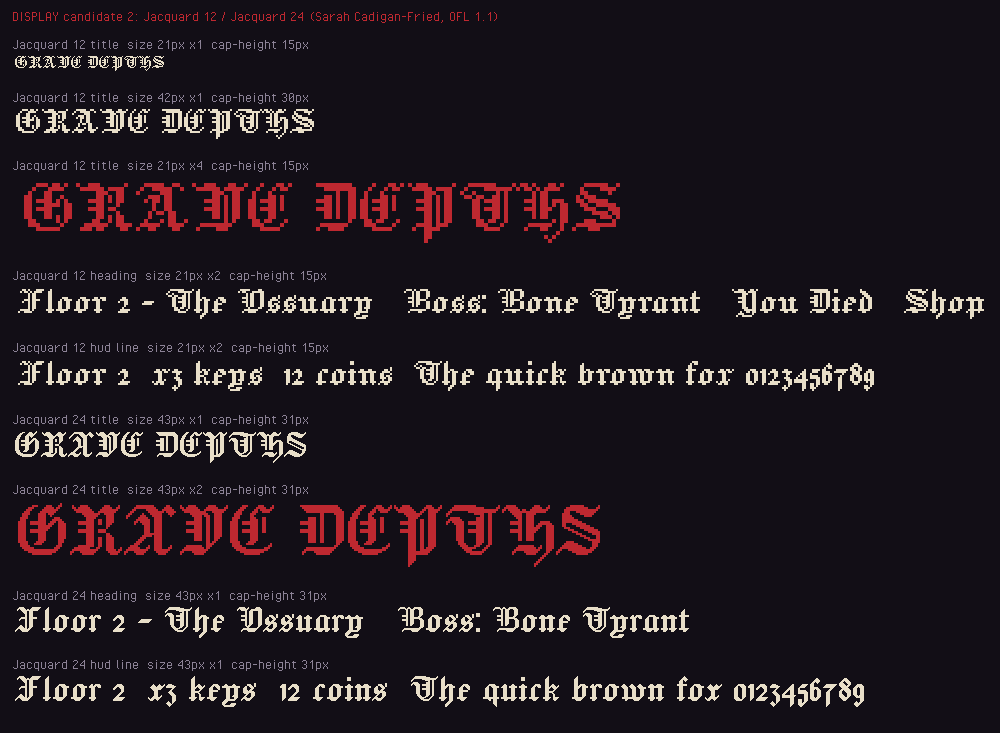 DISPLAY candidate 2: Jacquard 12 / Jacquard 24 (Sarah Cadigan-Fried, OFL 1.1)
Jacquard 12 title size 21px x1 cap-height 15px
GRAVE DEPTHS
Jacquard 12 title size 42px x1 cap-height 30px
GRAVE DEPTHS
Jacquard 12 title size 21px x4 cap-height 15px
GRAVE DEPTHS
Jacquard 12 heading size 21px x2 cap-height 15px
Floor 2 - The Ossuary Boss: Bone Tyrant You Died Shop
Jacquard 12 hud line size 21px x2 cap-height 15px
Floor 2 x3 keys 12 coins The quick brown fox 0123456789
Jacquard 24 title size 43px x1 cap-height 31px
GRAVE DEPTHS
Jacquard 24 title size 43px x2 cap-height 31px
GRAVE DEPTHS
Jacquard 24 heading size 43px x1 cap-height 31px
Floor 2 - The Ossuary Boss: Bone Tyrant
Jacquard 24 hud line size 43px x1 cap-height 31px
Floor 2 x3 keys 12 coins The quick brown fox 0123456789